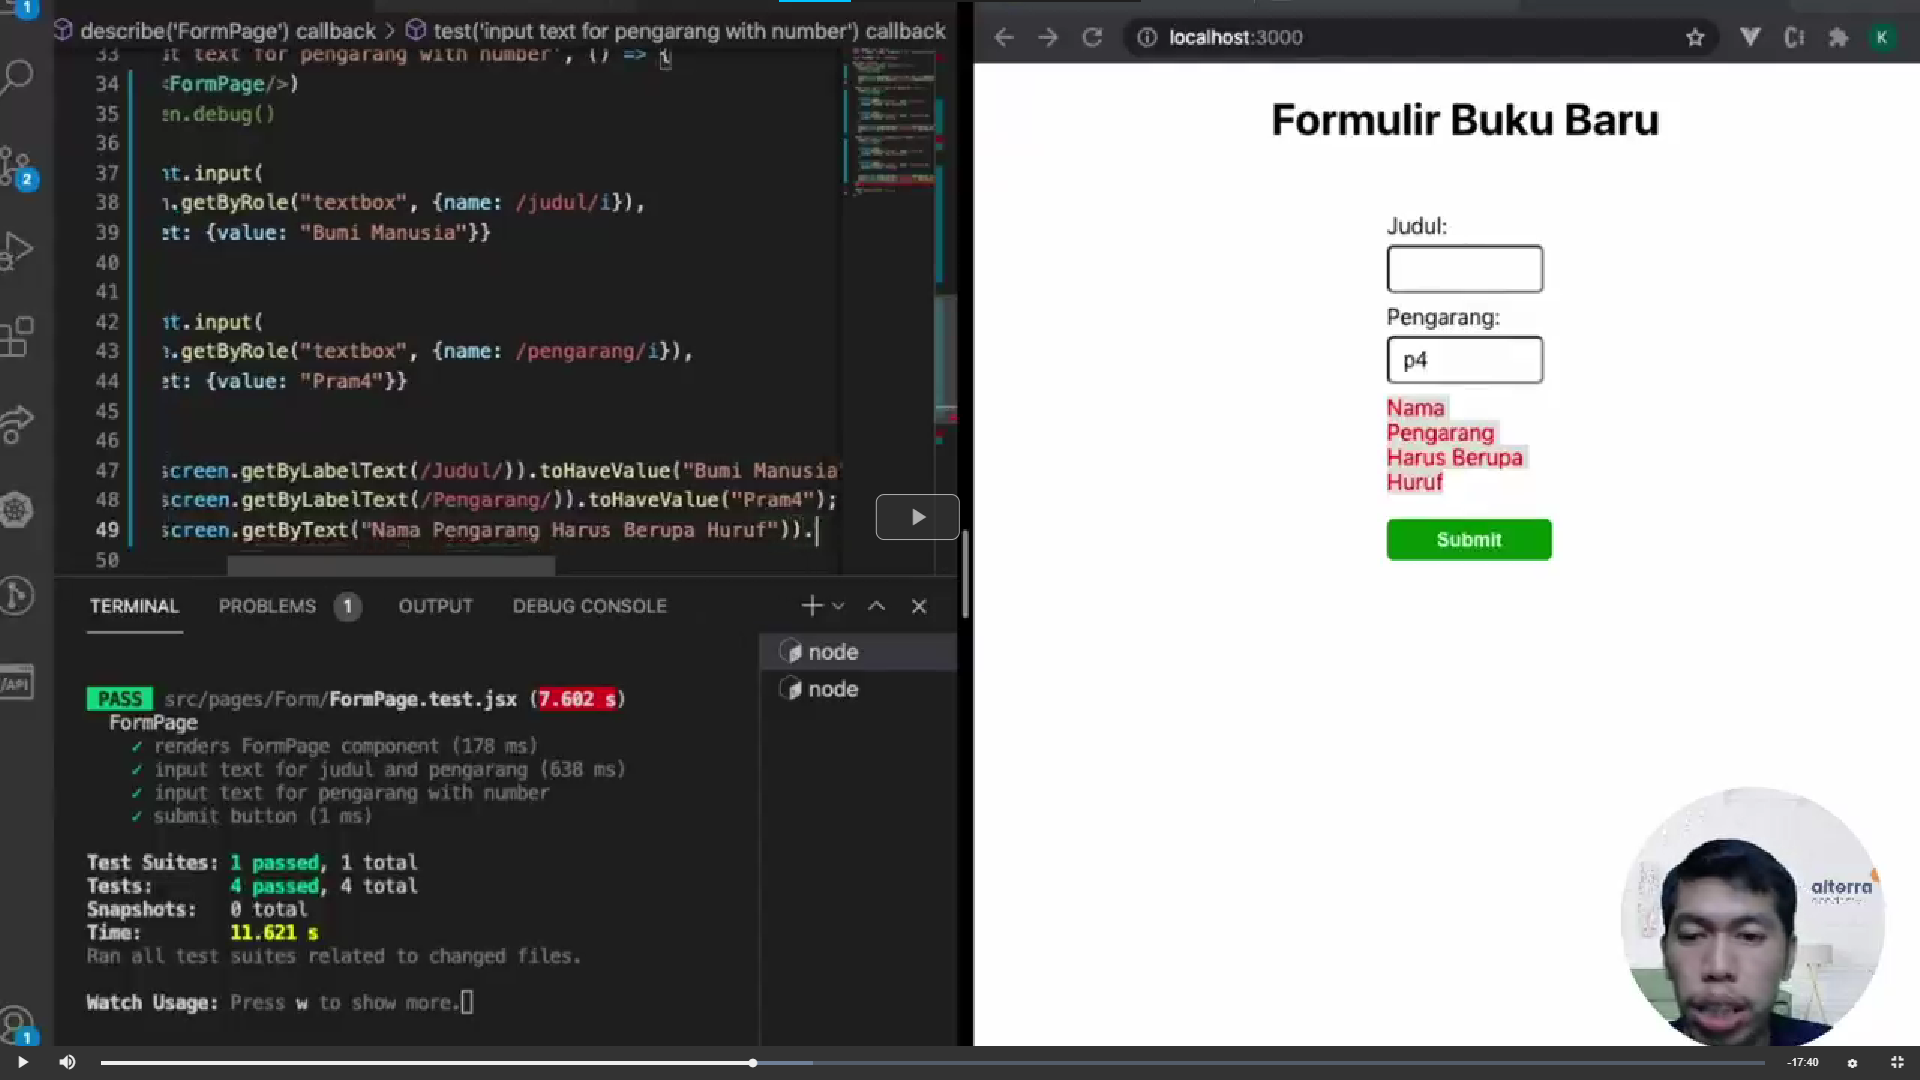 1
describe('FormPage') callback > test('input text for pengarang with number') callback
33 it text for pengarang with number', () => {
34 <FormPage/>)
35 en.debug()
36
37 nt.input(
38 n.getByRole("textbox", {name: /judul/i}),
39 et: {value: "Bumi Manusia"}}
40
41
42 nt.input(
43 n.getByRole("textbox", {name: /pengarang/i}),
44 et: {value: "Pram4"}}
45
46
47 screen.getByLabelText(/Judul/)).toHaveValue("Bumi Manusia
48 screen.getByLabelText(/Pengarang/)).toHaveValue("Pram4");
49 screen.getByText("Nama Pengarang Harus Berupa Huruf")).
50
2
/API
1
TERMINAL PROBLEMS 1 OUTPUT DEBUG CONSOLE
node
node
PASS src/pages/Form/FormPage.test.jsx (7.602 s)
FormPage
✓ renders FormPage component (178 ms)
✓ input text for judul and pengarang (638 ms)
✓ input text for pengarang with number
✓ submit button (1 ms)
Test Suites: 1 passed, 1 total
Tests: 4 passed, 4 total
Snapshots: 0 total
Time: 11.621 s
Ran all test suites related to changed files.
Watch Usage: Press w to show more.
localhost:3000
K
Formulir Buku Baru
Judul:
Pengarang:
p4
Nama
Pengarang
Harus Berupa
Huruf
Submit
alterra
academy
-17:40